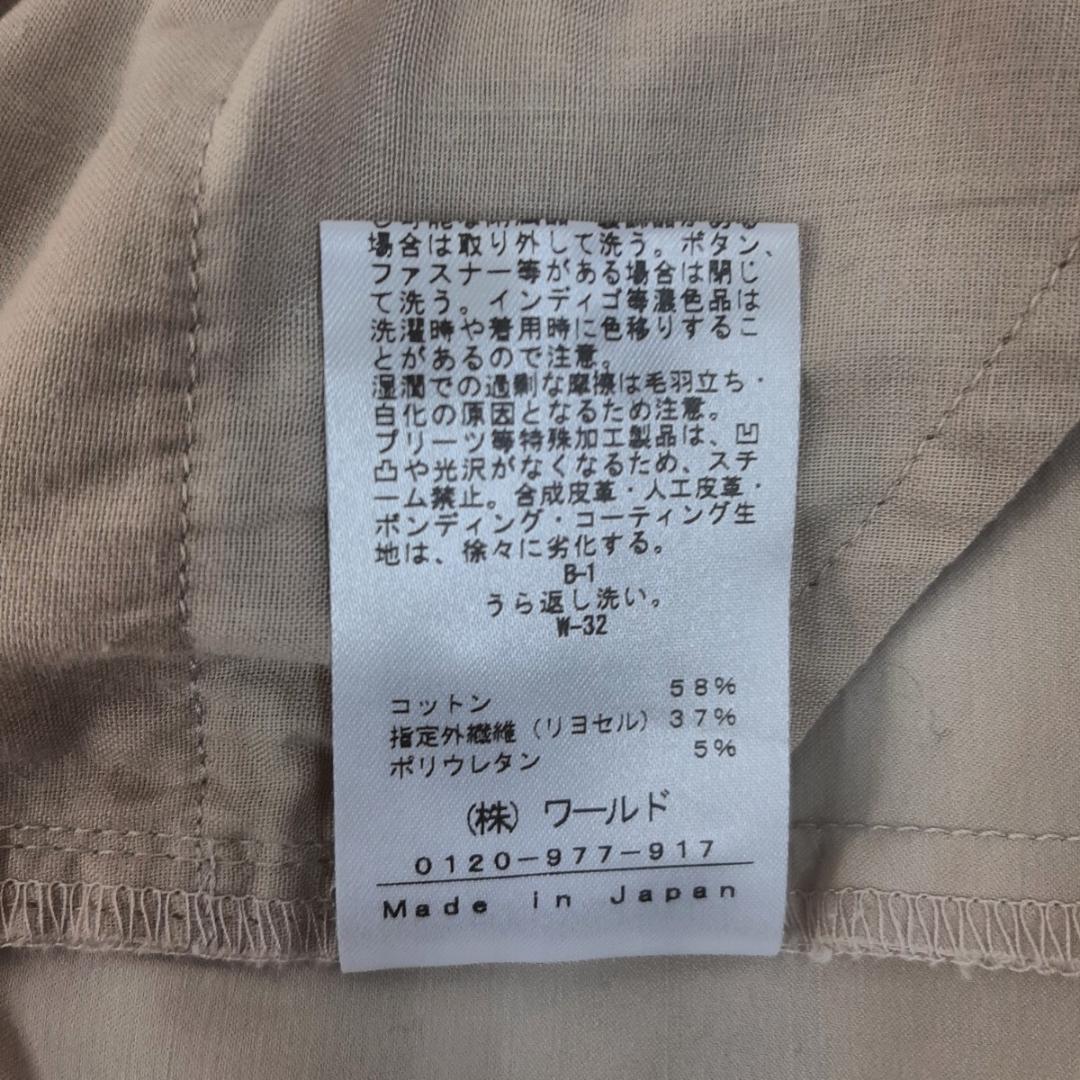 場合は取り外して洗う。ボタン、
ファスナー等がある場合は閉じ
て洗う。インディゴ等濃色品は
洗濯時や着用時に色移りするこ
とがあるので注意。
湿潤での過剰な摩擦は毛羽立ち・
白化の原因となるため注意。
プリーツ等特殊加工製品は、凹
凸や光沢がなくなるため、スチ
ーム禁止。合成皮革・人工皮革・
ボンディング・コーティング生
地は、徐々に劣化する。
B-1
うら返し洗い。
W-32
コットン 58%
指定外繊維(リヨセル) 37%
ポリウレタン 5%
(株)ワールド
0120-977-917
Made in Japan